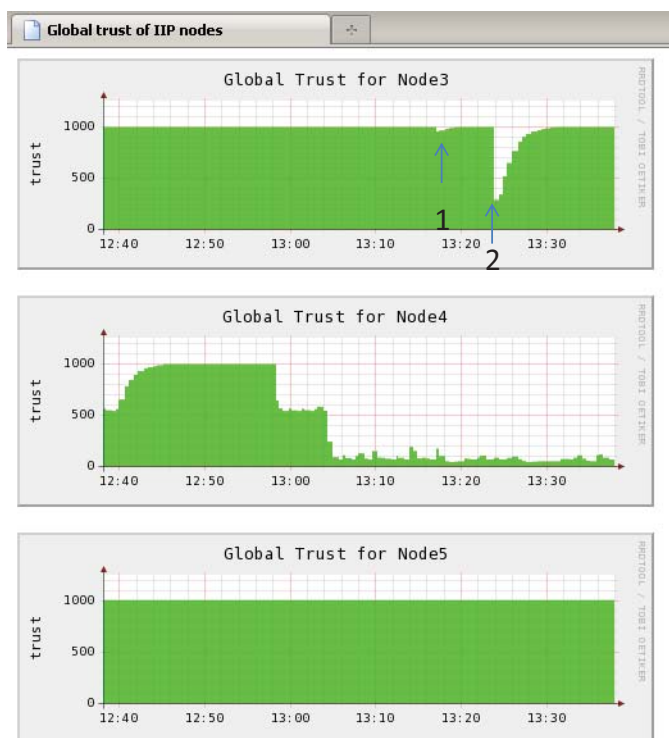 Global trust of IIP nodes
Global Trust for Node3
RRDTOOL / TOBI OETIKER
trust
1000
500
0
1
2
12:40 12:50 13:00 13:10 13:20 13:30
Global Trust for Node4
RRDTOOL / TOBI OETIKER
trust
1000
500
0
12:40 12:50 13:00 13:10 13:20 13:30
Global Trust for Node5
RRDTOOL / TOBI OETIKER
trust
1000
500
0
12:40 12:50 13:00 13:10 13:20 13:30